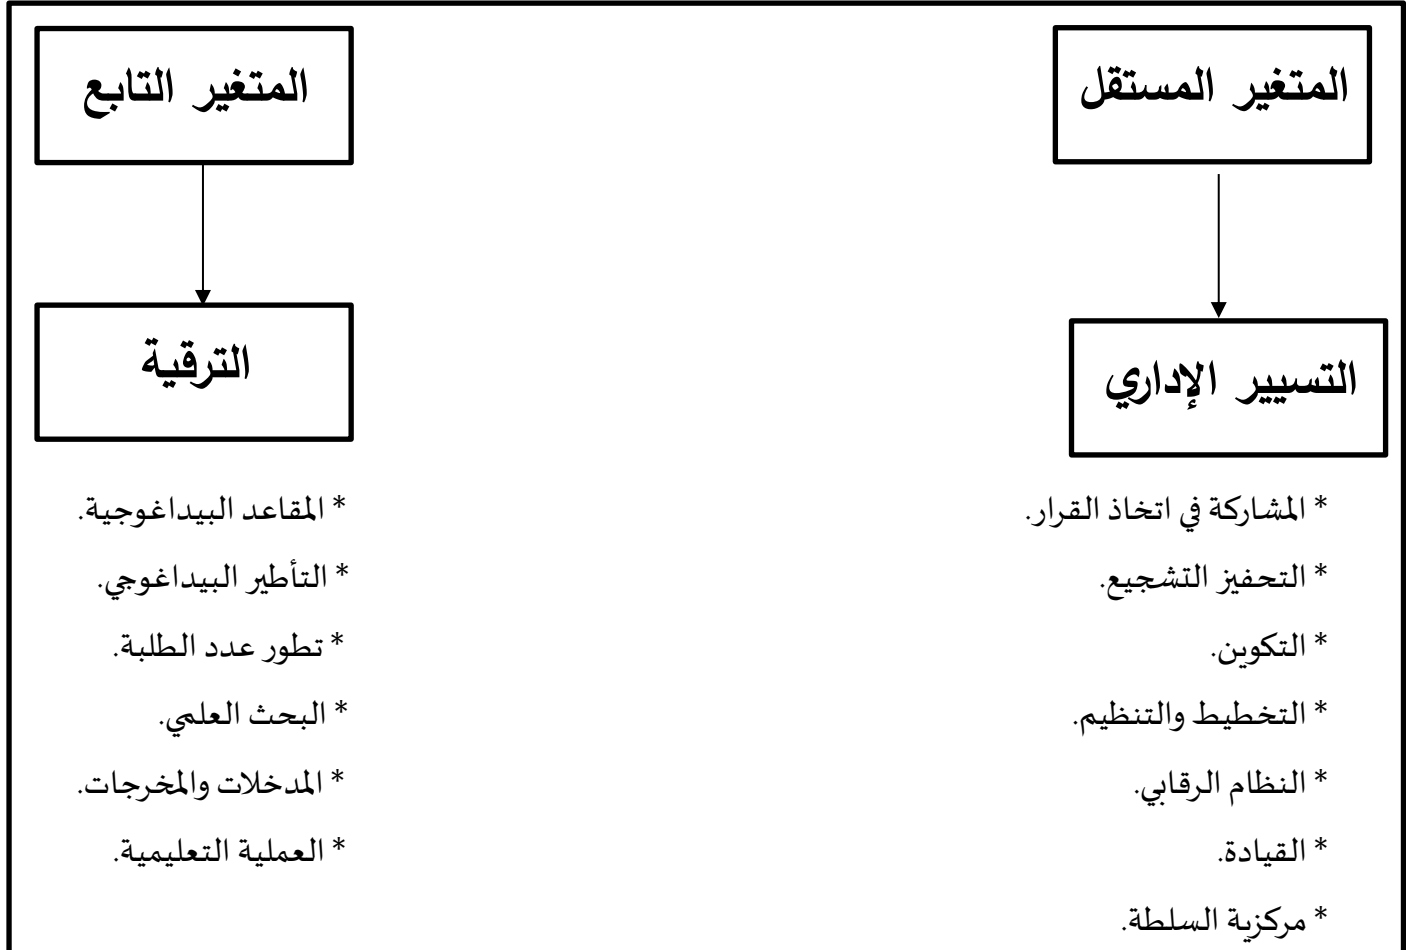 المتغير المستقل
التسيير الإداري
* المشاركة في اتخاذ القرار.
* التحفيز التشجيع.
* التكوين.
* التخطيط والتنظيم.
* النظام الرقابي.
* القيادة.
* مركزية السلطة.
المتغير التابع
الترقية
* المقاعد البيداغوجية.
* التأطير البيداغوجي.
* تطور عدد الطلبة.
* البحث العلمي.
* المدخلات والمخرجات.
* العملية التعليمية.